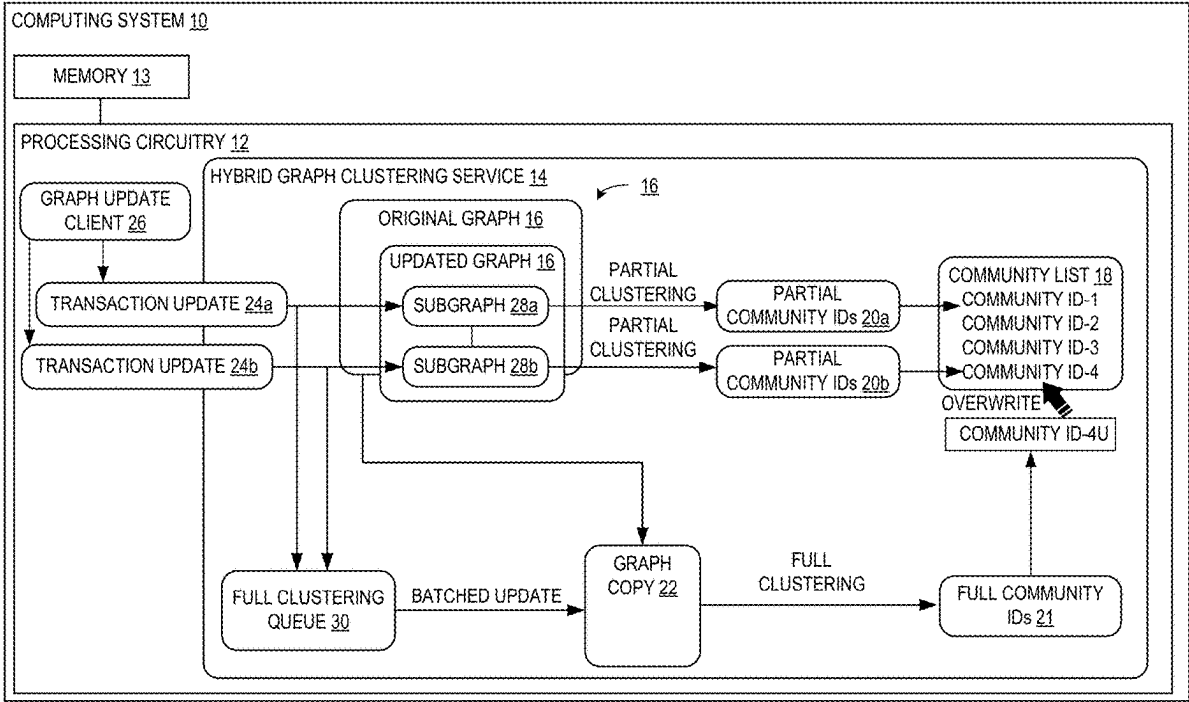 COMPUTING SYSTEM 10
MEMORY 13
PROCESSING CIRCUITRY 12
HYBRID GRAPH CLUSTERING SERVICE 14
16
GRAPH UPDATE
CLIENT 26
ORIGINAL GRAPH 16
UPDATED GRAPH 16
TRANSACTION UPDATE 24a
SUBGRAPH 28a
PARTIAL
CLUSTERING
PARTIAL
COMMUNITY IDs 20a
TRANSACTION UPDATE 24b
SUBGRAPH 28b
PARTIAL
CLUSTERING
PARTIAL
COMMUNITY IDs 20b
COMMUNITY LIST 18
COMMUNITY ID-1
COMMUNITY ID-2
COMMUNITY ID-3
COMMUNITY ID-4
OVERWRITE
COMMUNITY ID-4U
FULL CLUSTERING
QUEUE 30
BATCHED UPDATE
GRAPH
COPY 22
FULL
CLUSTERING
FULL COMMUNITY
IDs 21